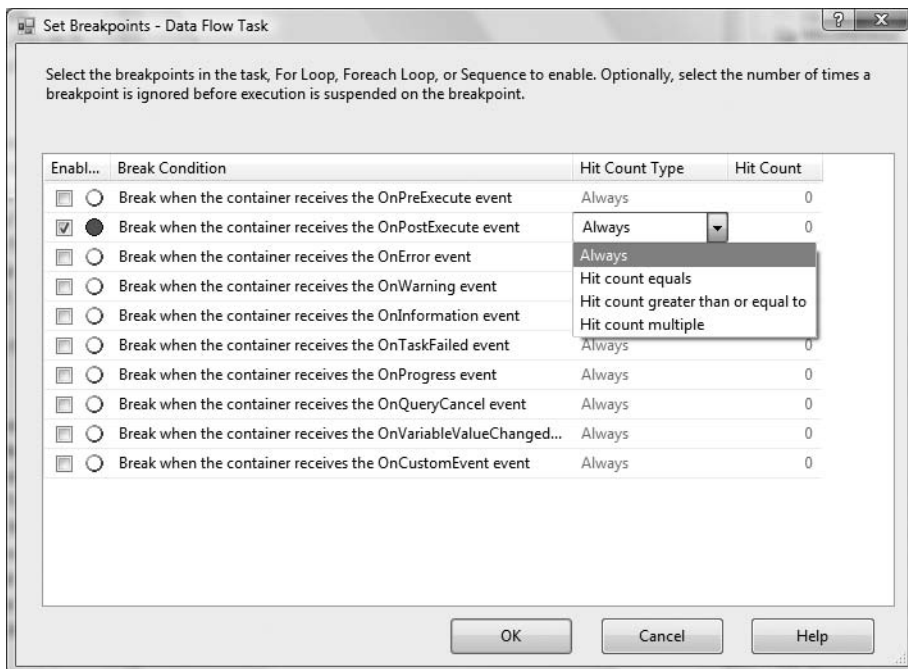 Set Breakpoints - Data Flow Task
?
X
Select the breakpoints in the task, For Loop, Foreach Loop, or Sequence to enable. Optionally, select the number of times a
breakpoint is ignored before execution is suspended on the breakpoint.
Enabl... Break Condition Hit Count Type Hit Count
Break when the container receives the OnPreExecute event Always 0
Break when the container receives the OnPostExecute event Always 0
Break when the container receives the OnError event Always
Break when the container receives the OnWarning event Hit count equals
Break when the container receives the OnInformation event Hit count greater than or equal to
Hit count multiple
Break when the container receives the OnTaskFailed event Always 0
Break when the container receives the OnProgress event Always 0
Break when the container receives the OnQueryCancel event Always 0
Break when the container receives the OnVariableValueChanged... Always 0
Break when the container receives the OnCustomEvent event Always 0
OK Cancel Help